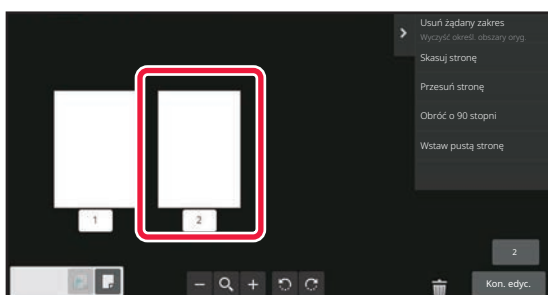 Usuń żądany zakres
Wyczyść określ. obszary oryg.
Skasuj stronę
Przesuń stronę
Obróć o 90 stopni
Wstaw pustą stronę
1
2
2
Kon. edyc.